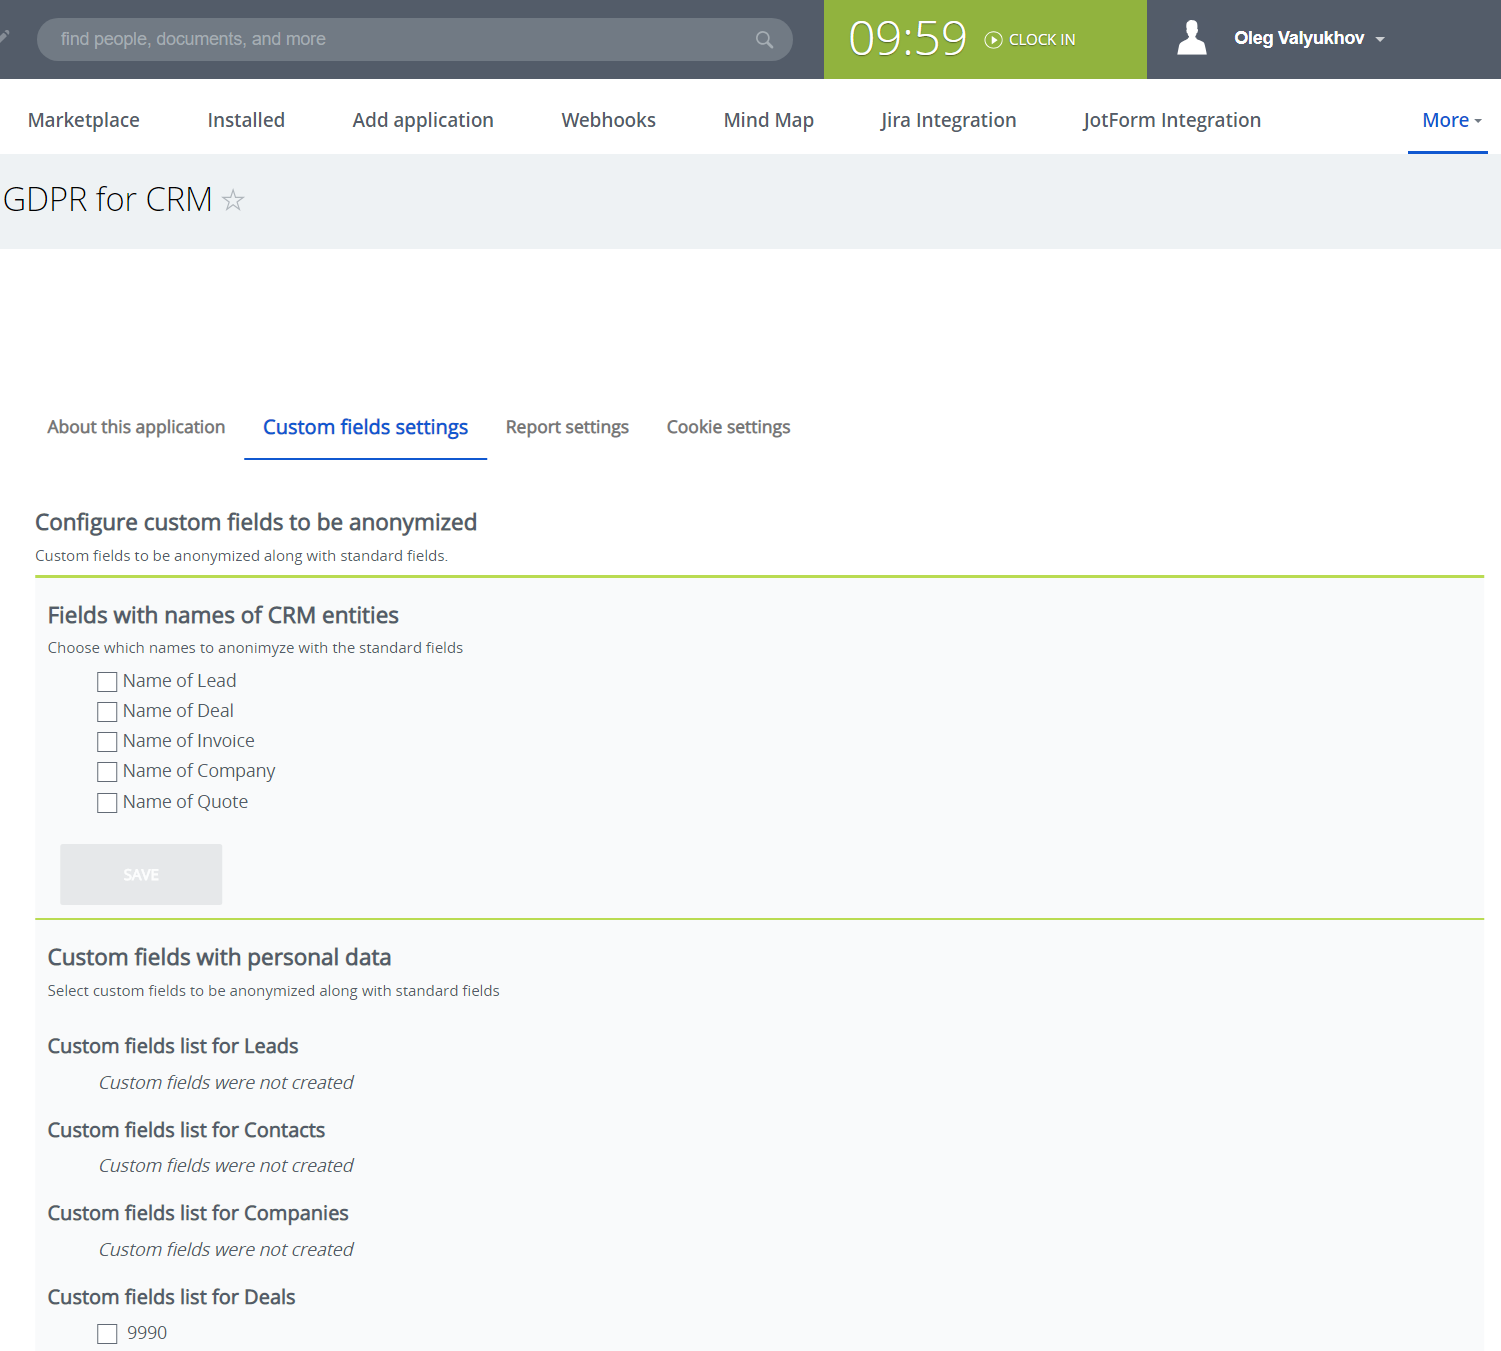 find people, documents, and more
09:59 CLOCK IN
Oleg Valyukhov
Marketplace Installed Add application Webhooks Mind Map Jira Integration JotForm Integration More
GDPR for CRM
About this application Custom fields settings Report settings Cookie settings
Configure custom fields to be anonymized
Custom fields to be anonymized along with standard fields.
Fields with names of CRM entities
Choose which names to anonimyze with the standard fields
Name of Lead
Name of Deal
Name of Invoice
Name of Company
Name of Quote
SAVE
Custom fields with personal data
Select custom fields to be anonymized along with standard fields
Custom fields list for Leads
Custom fields were not created
Custom fields list for Contacts
Custom fields were not created
Custom fields list for Companies
Custom fields were not created
Custom fields list for Deals
9990